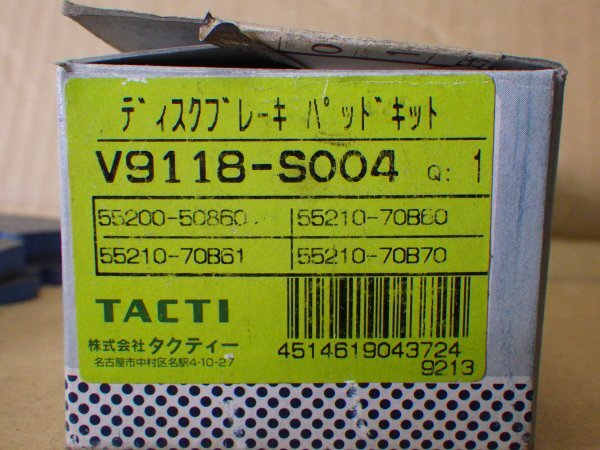 ディスクブレーキ パッドキット
V9118-S004 Q: 1
55200-50860 55210-70B60
55210-70B61 55210-70B70
TACTI
株式会社 タクティー
名古屋市中村区名駅4-10-27
4514619043724
9213